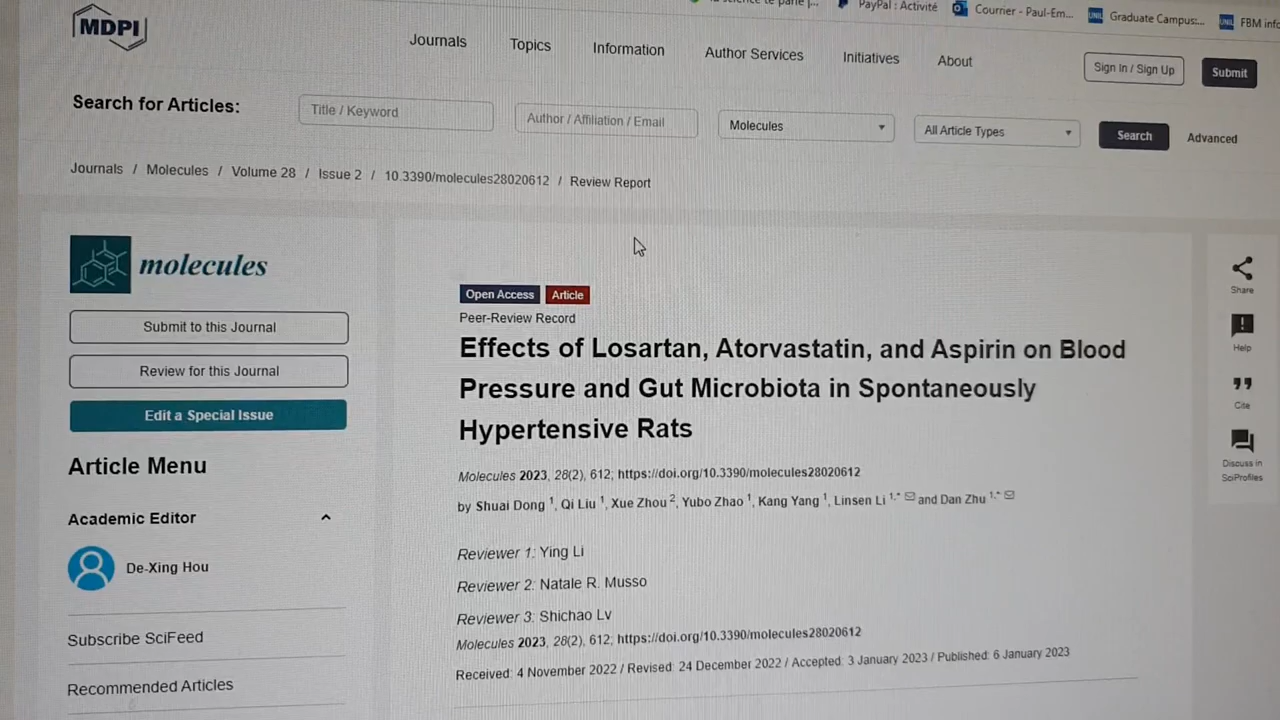 PayPal : Activité Courrier - Paul-Em... Graduate Campus:... FBM info
MDPI
Journals Topics Information Author Services Initiatives About Sign In / Sign Up Submit
Search for Articles: Title / Keyword Author / Affiliation / Email Molecules All Article Types Search Advanced
Journals / Molecules / Volume 28 / Issue 2 / 10.3390/molecules28020612 / Review Report
molecules
Submit to this Journal
Review for this Journal
Edit a Special Issue
Article Menu
Academic Editor
De-Xing Hou
Subscribe SciFeed
Recommended Articles
Open Access Article
Peer-Review Record
Effects of Losartan, Atorvastatin, and Aspirin on Blood
Pressure and Gut Microbiota in Spontaneously
Hypertensive Rats
Molecules 2023, 28(2), 612; https://doi.org/10.3390/molecules28020612
by Shuai Dong 1, Qi Liu 1, Xue Zhou 2, Yubo Zhao 1, Kang Yang 1, Linsen Li 1,* and Dan Zhu 1,*
Reviewer 1: Ying Li
Reviewer 2: Natale R. Musso
Reviewer 3: Shichao Lv
Molecules 2023, 28(2), 612; https://doi.org/10.3390/molecules28020612
Received: 4 November 2022 / Revised: 24 December 2022 / Accepted: 3 January 2023 / Published: 6 January 2023
Share
Help
Cite
Discuss in
SciProfiles